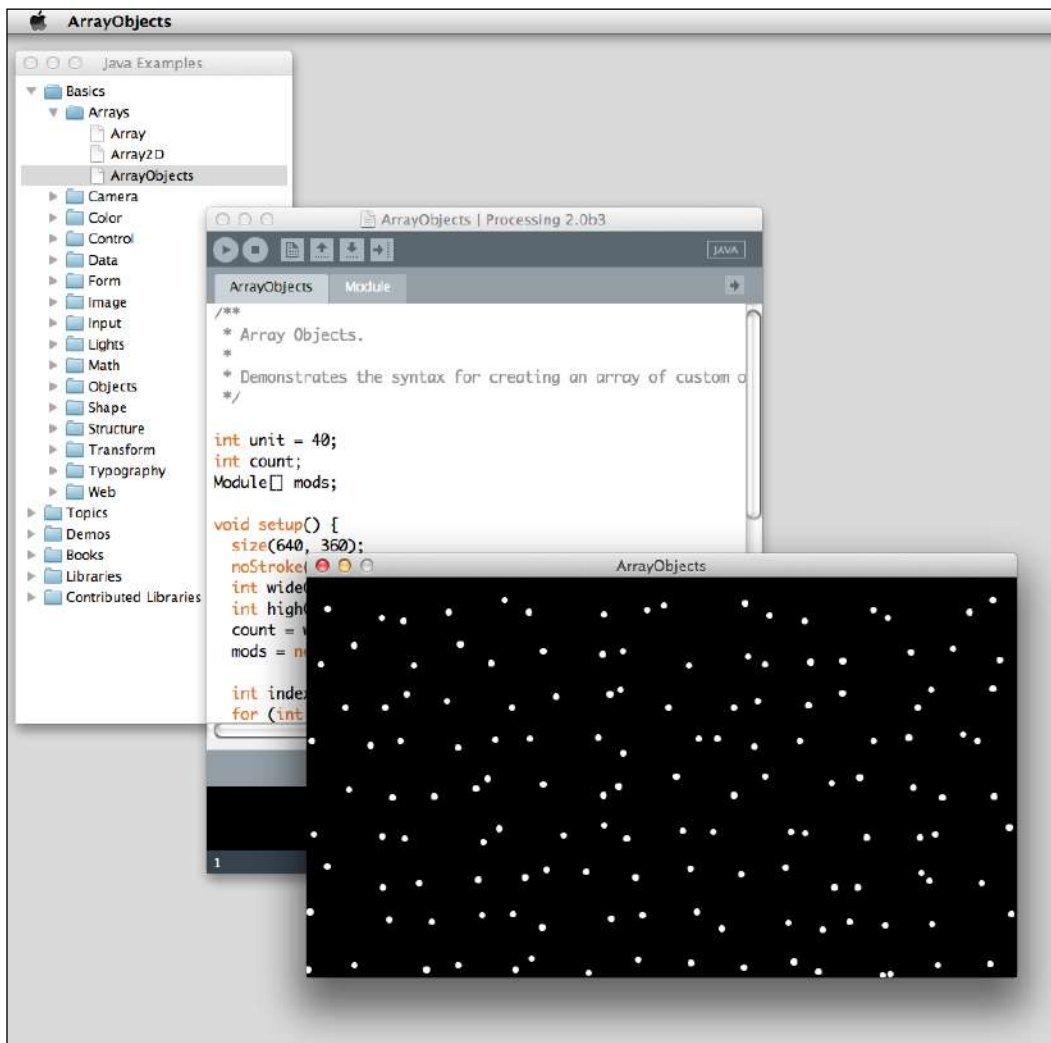 ArrayObjects
Java Examples
Basics
Arrays
Array
Array2D
ArrayObjects
Camera
Color
Control
Data
Form
Image
Input
Lights
Math
Objects
Shape
Structure
Transform
Typography
Web
Topics
Demos
Books
Libraries
Contributed Libraries
ArrayObjects | Processing 2.0b3
JAVA
ArrayObjects Module
/**
* Array Objects.
*
* Demonstrates the syntax for creating an array of custom o
*/
int unit = 40;
int count;
Module[] mods;
void setup() {
size(640, 360);
noStroke(
int wide
int high
count =
mods =
int index
for (int
1
ArrayObjects